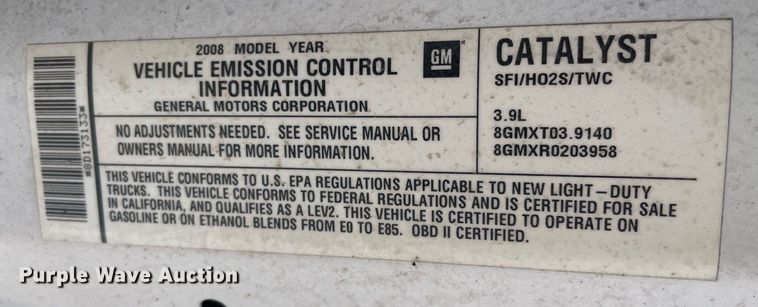 *8D173133*
2008 MODEL YEAR
VEHICLE EMISSION CONTROL
INFORMATION
GENERAL MOTORS CORPORATION
GM
CATALYST
SFI/HO2S/TWC
NO ADJUSTMENTS NEEDED. SEE SERVICE MANUAL OR
OWNERS MANUAL FOR MORE INFORMATION.
3.9L
8GMXT03.9140
8GMXR0203958
THIS VEHICLE CONFORMS TO U.S. EPA REGULATIONS APPLICABLE TO NEW LIGHT-DUTY
TRUCKS. THIS VEHICLE CONFORMS TO FEDERAL REGULATIONS AND IS CERTIFIED FOR SALE
IN CALIFORNIA, AND QUALIFIES AS A LEV2. THIS VEHICLE IS CERTIFIED TO OPERATE ON
GASOLINE OR ON ETHANOL BLENDS FROM E0 TO E85. OBD II CERTIFIED.
Purple Wave Auction